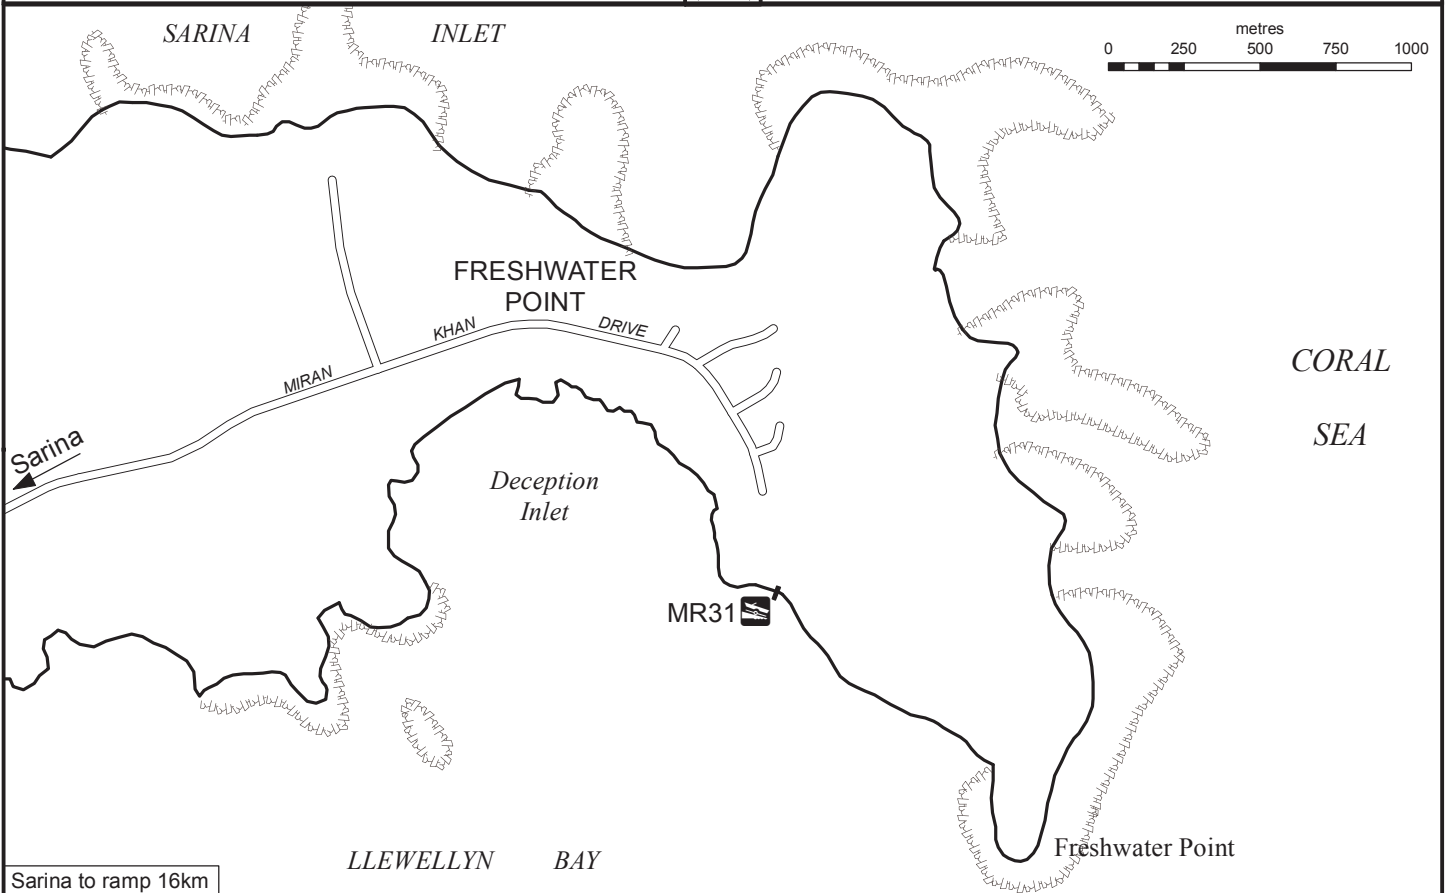 SARINA INLET
metres
0 250 500 750 1000
FRESHWATER
POINT
MIRAN KHAN DRIVE
CORAL
SEA
Sarina
Deception
Inlet
MR31
Freshwater Point
LLEWELLYN BAY
Sarina to ramp 16km